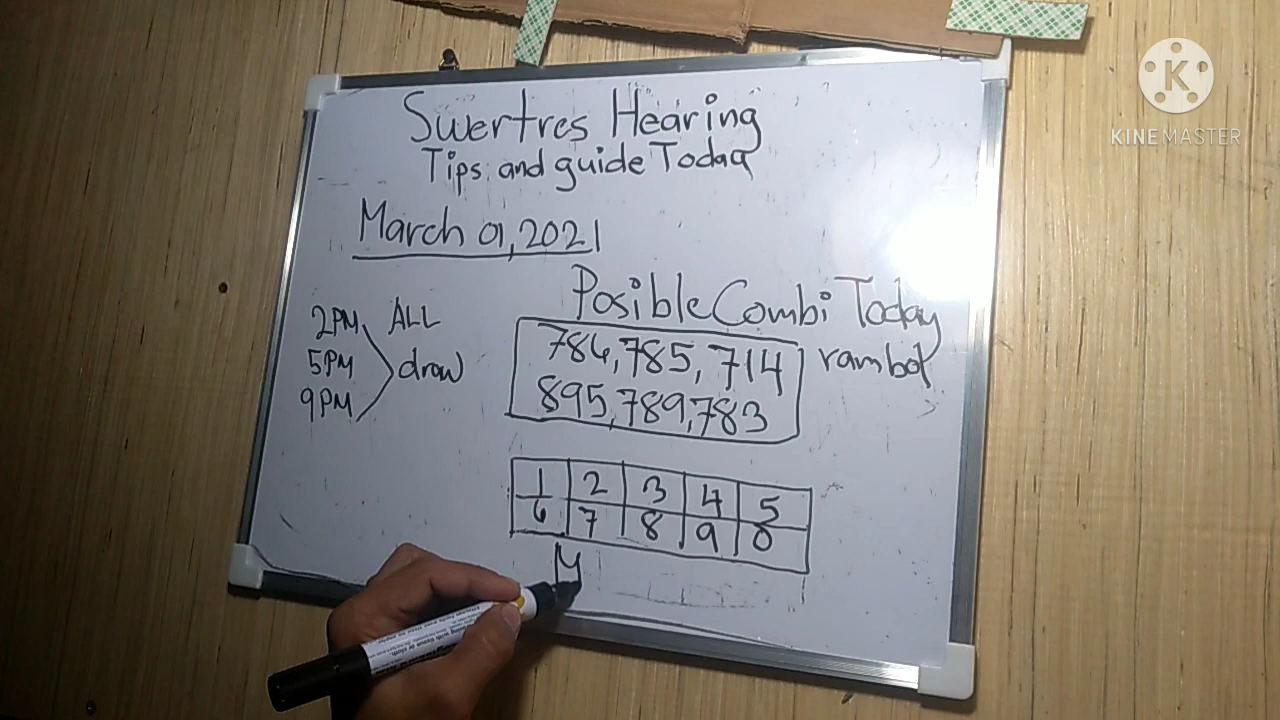 Swertres Hearing
Tips and guide Today
March 01, 2021
2PM
5PM
9PM
ALL
draw
Posible Combi Today
784, 785, 714
895, 789, 783
rambol
1 2 3 4 5
6 7 8 9 0
M
K
KINEMASTER